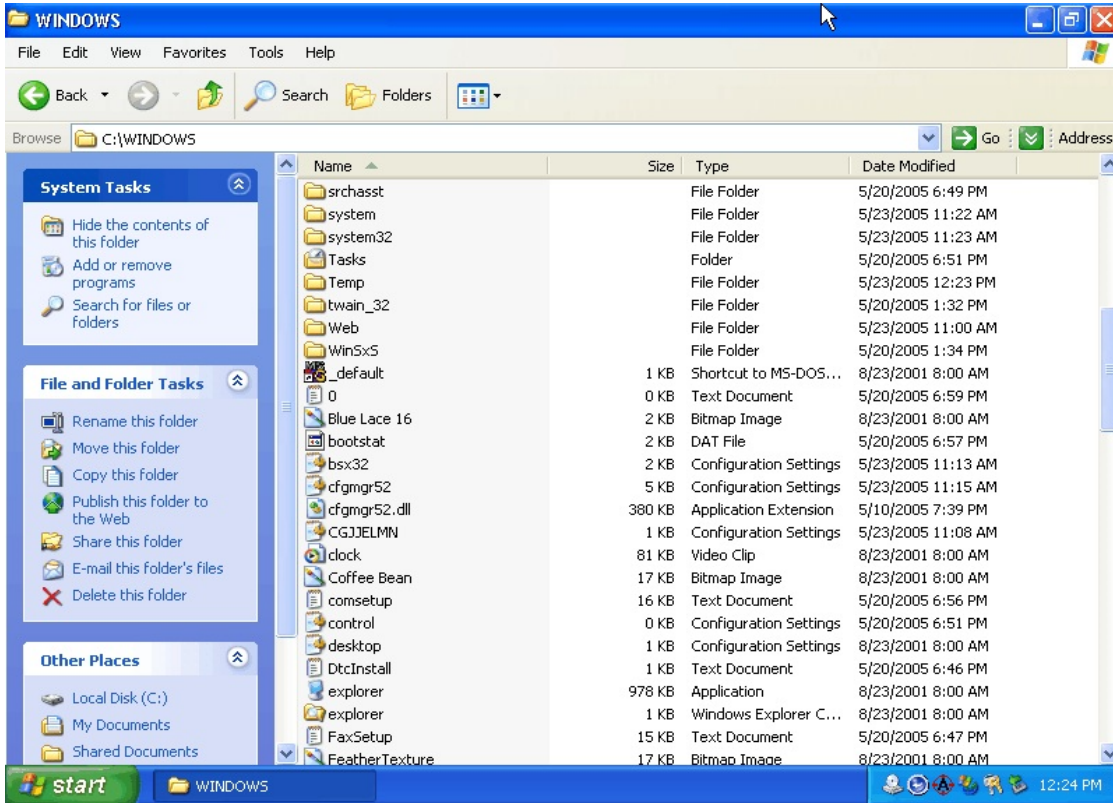 WINDOWS
File Edit View Favorites Tools Help
Back Search Folders
Browse C:\WINDOWS Go Address
Name Size Type Date Modified
System Tasks
Hide the contents of
this folder
Add or remove
programs
Search for files or
folders
File and Folder Tasks
Rename this folder
Move this folder
Copy this folder
Publish this folder to
the Web
Share this folder
E-mail this folder's files
Delete this folder
Other Places
Local Disk (C:)
My Documents
Shared Documents
srchasst File Folder 5/20/2005 6:49 PM
system File Folder 5/23/2005 11:22 AM
system32 File Folder 5/23/2005 11:23 AM
Tasks Folder 5/20/2005 6:51 PM
Temp File Folder 5/23/2005 12:23 PM
twain_32 File Folder 5/20/2005 1:32 PM
Web File Folder 5/23/2005 11:00 AM
WinSxS File Folder 5/20/2005 1:34 PM
_default 1 KB Shortcut to MS-DOS... 8/23/2001 8:00 AM
0 0 KB Text Document 5/20/2005 6:59 PM
Blue Lace 16 2 KB Bitmap Image 8/23/2001 8:00 AM
bootstat 2 KB DAT File 5/20/2005 6:57 PM
bsx32 2 KB Configuration Settings 5/23/2005 11:13 AM
cfgmgr52 5 KB Configuration Settings 5/23/2005 11:15 AM
cfgmgr52.dll 380 KB Application Extension 5/10/2005 7:39 PM
CGJJELMN 1 KB Configuration Settings 5/23/2005 11:08 AM
clock 81 KB Video Clip 8/23/2001 8:00 AM
Coffee Bean 17 KB Bitmap Image 8/23/2001 8:00 AM
comsetup 16 KB Text Document 5/20/2005 6:56 PM
control 0 KB Configuration Settings 5/20/2005 6:51 PM
desktop 1 KB Configuration Settings 8/23/2001 8:00 AM
DtcInstall 1 KB Text Document 5/20/2005 6:46 PM
explorer 978 KB Application 8/23/2001 8:00 AM
explorer 1 KB Windows Explorer C... 8/23/2001 8:00 AM
FaxSetup 15 KB Text Document 5/20/2005 6:47 PM
FeatherTexture 17 KB Bitmap Image 8/23/2001 8:00 AM
start WINDOWS 12:24 PM